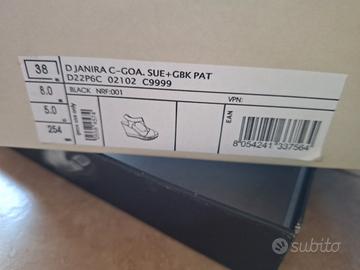 38
8.0
5.0
254
D JANIRA C-GOA. SUE+GBK PAT
D22P6C 02102 C9999
BLACK NRF:001
VPN:
EAN
8 054241 337564
subito